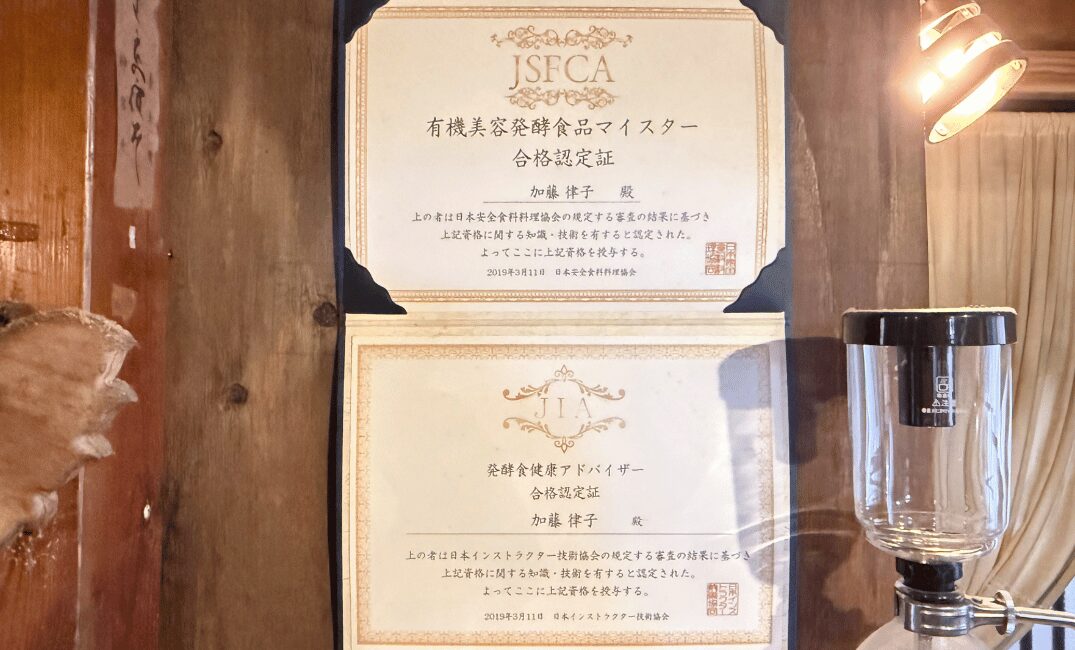 JSFCA
有機美容発酵食品マイスター
合格認定証
加藤 律子 殿
上の者は日本安全食料料理協会の規定する審査の結果に基づき
上記資格に関する知識・技術を有すると認定された。
よってここに上記資格を授与する。
2019年3月11日 日本安全食料料理協会
JIA
発酵食健康アドバイザー
合格認定証
加藤 律子 殿
上の者は日本インストラクター技術協会の規定する審査の結果に基づき
上記資格に関する知識・技術を有すると認定された。
よってここに上記資格を授与する。
2019年3月11日 日本インストラクター技術協会